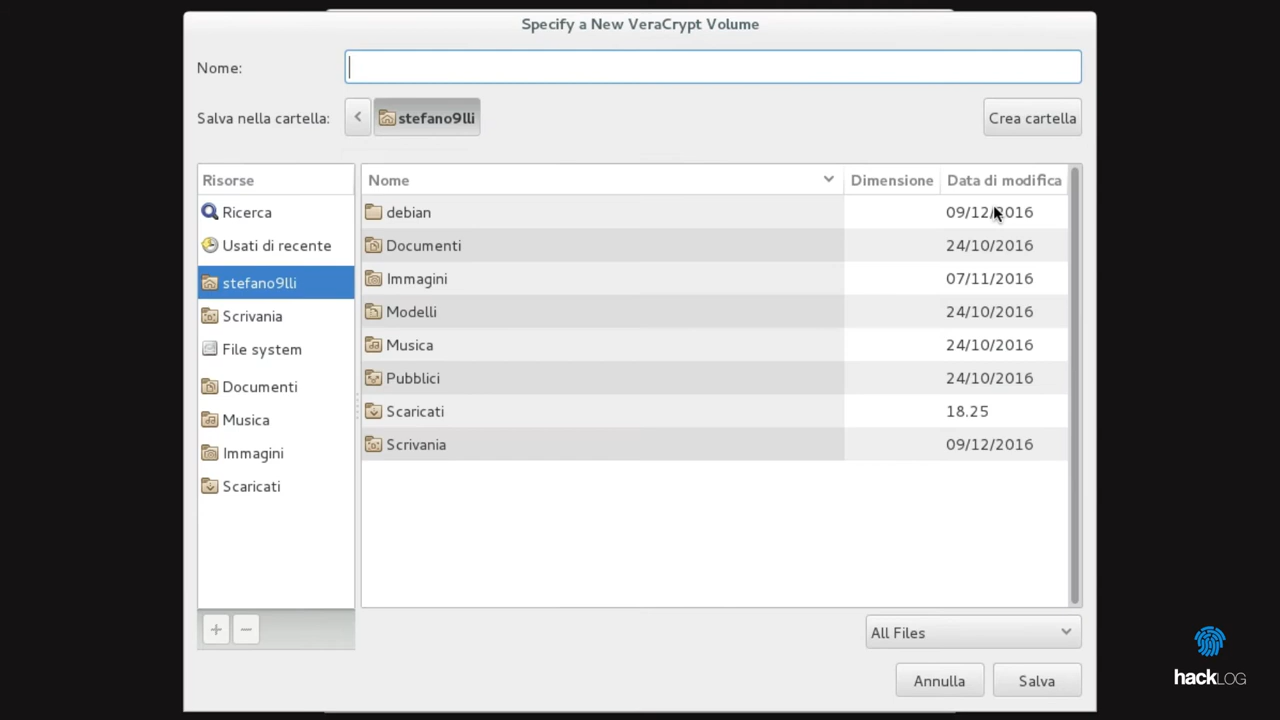 Specify a New VeraCrypt Volume
Nome:
Salva nella cartella: stefano9lli Crea cartella
Risorse
Ricerca
Usati di recente
stefano9lli
Scrivania
File system
Documenti
Musica
Immagini
Scaricati
Nome Dimensione Data di modifica
debian 09/12/2016
Documenti 24/10/2016
Immagini 07/11/2016
Modelli 24/10/2016
Musica 24/10/2016
Pubblici 24/10/2016
Scaricati 18.25
Scrivania 09/12/2016
All Files
Annulla Salva
hackLOG